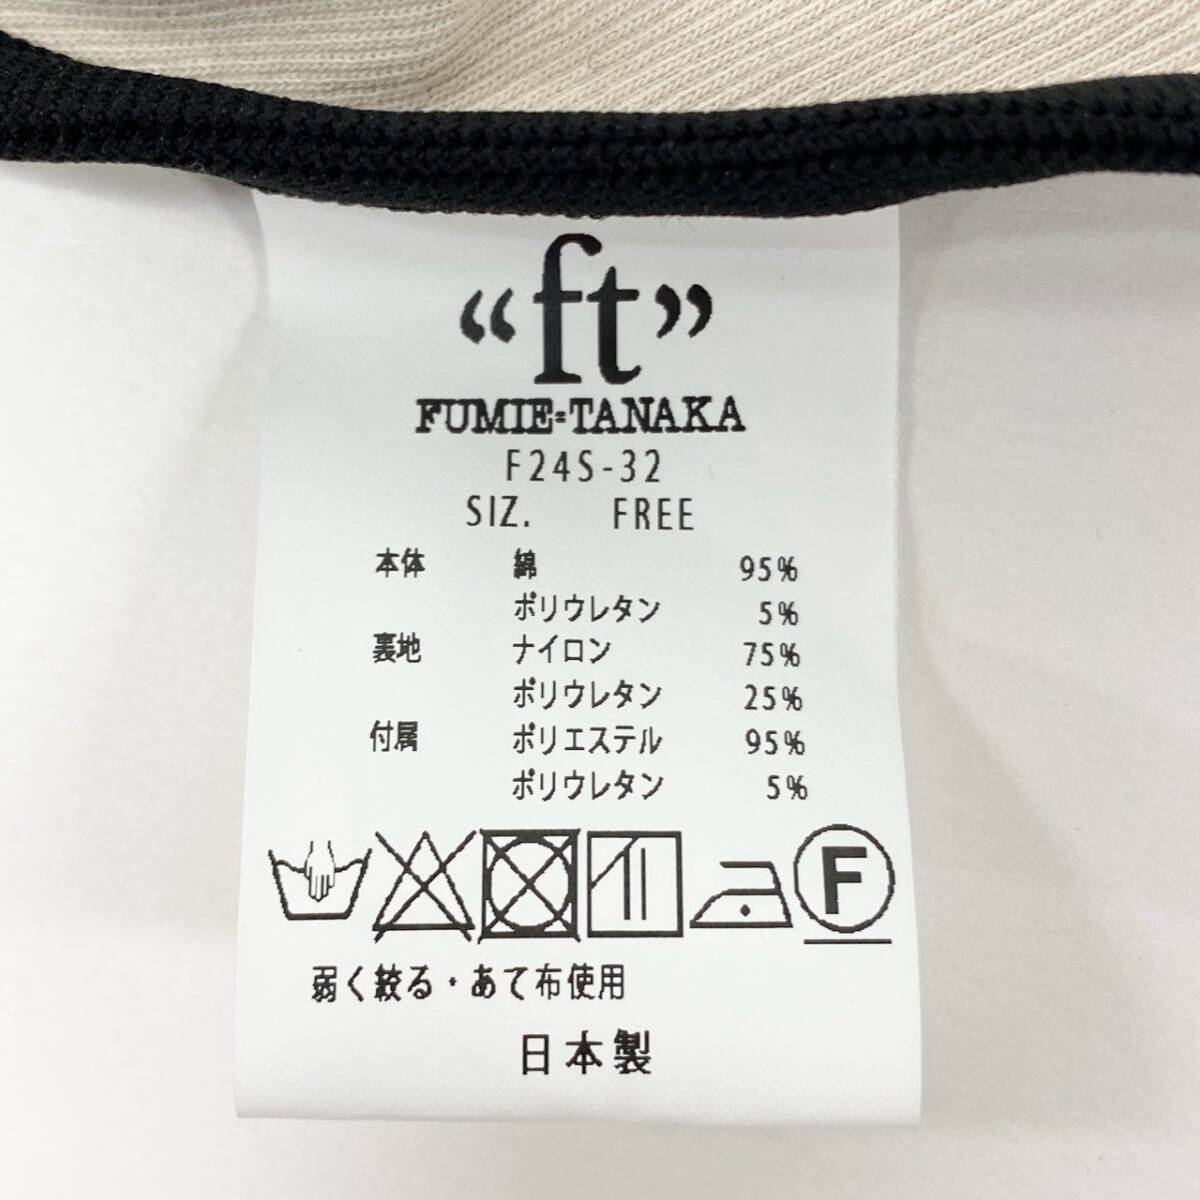 “ft”
FUMIE=TANAKA
F24S-32
SIZ. FREE
本体 綿 95%
ポリウレタン 5%
裏地 ナイロン 75%
ポリウレタン 25%
付属 ポリエステル 95%
ポリウレタン 5%
F
弱く絞る・あて布使用
日本製